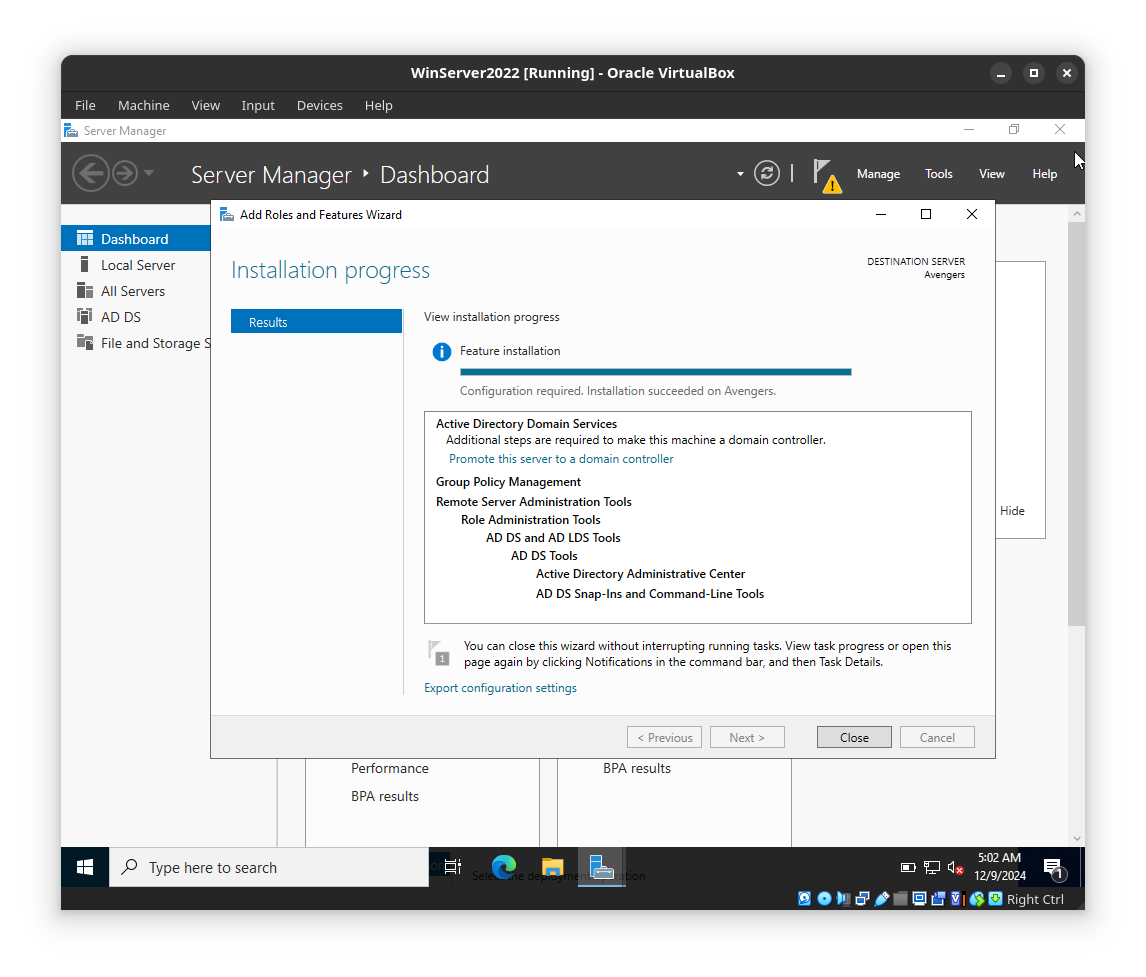 WinServer2022 [Running] - Oracle VirtualBox
File Machine View Input Devices Help
Server Manager
Server Manager Dashboard
Manage Tools View Help
Add Roles and Features Wizard
Dashboard
Local Server
All Servers
AD DS
File and Storage S
Installation progress
DESTINATION SERVER
Avengers
Results
View installation progress
Feature installation
Configuration required. Installation succeeded on Avengers.
Active Directory Domain Services
Additional steps are required to make this machine a domain controller.
Promote this server to a domain controller
Group Policy Management
Remote Server Administration Tools
Role Administration Tools
AD DS and AD LDS Tools
AD DS Tools
Active Directory Administrative Center
AD DS Snap-Ins and Command-Line Tools
Hide
1
You can close this wizard without interrupting running tasks. View task progress or open this
page again by clicking Notifications in the command bar, and then Task Details.
Export configuration settings
< Previous Next > Close Cancel
Performance
BPA results
BPA results
Type here to search
5:02 AM
12/9/2024
1
Right Ctrl